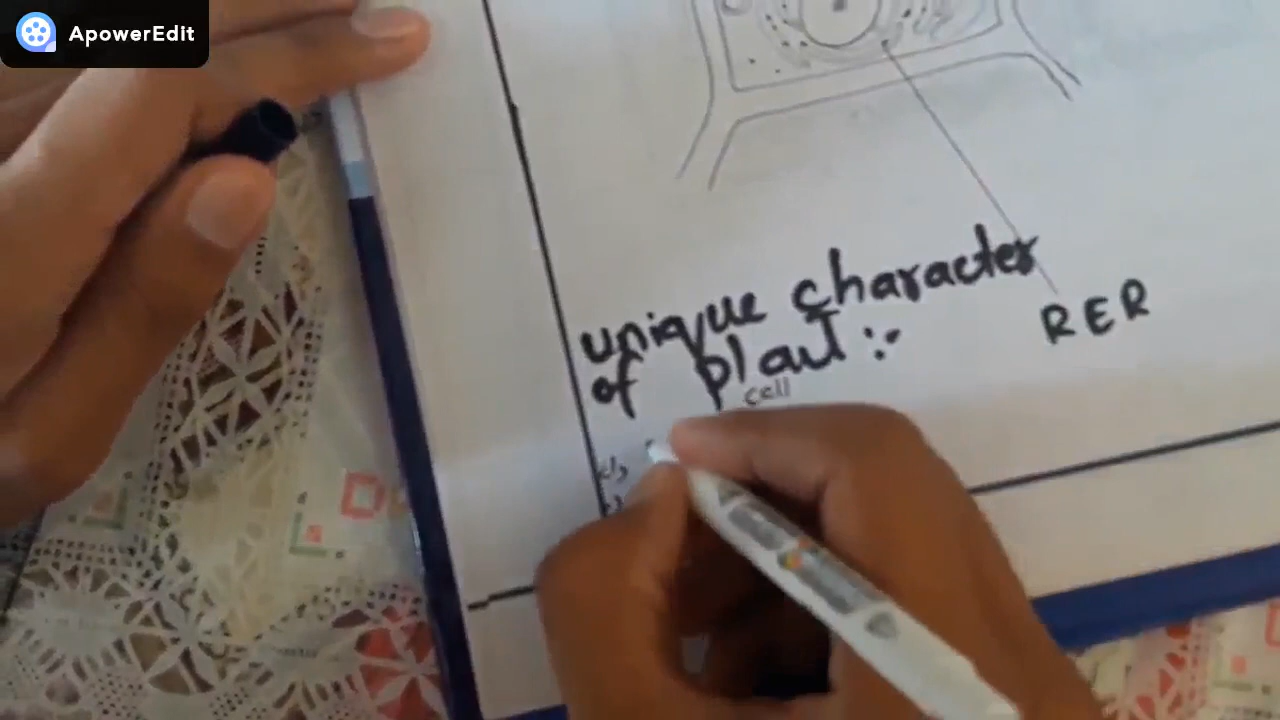 ApowerEdit
unique character
of plant :-
cell
RER